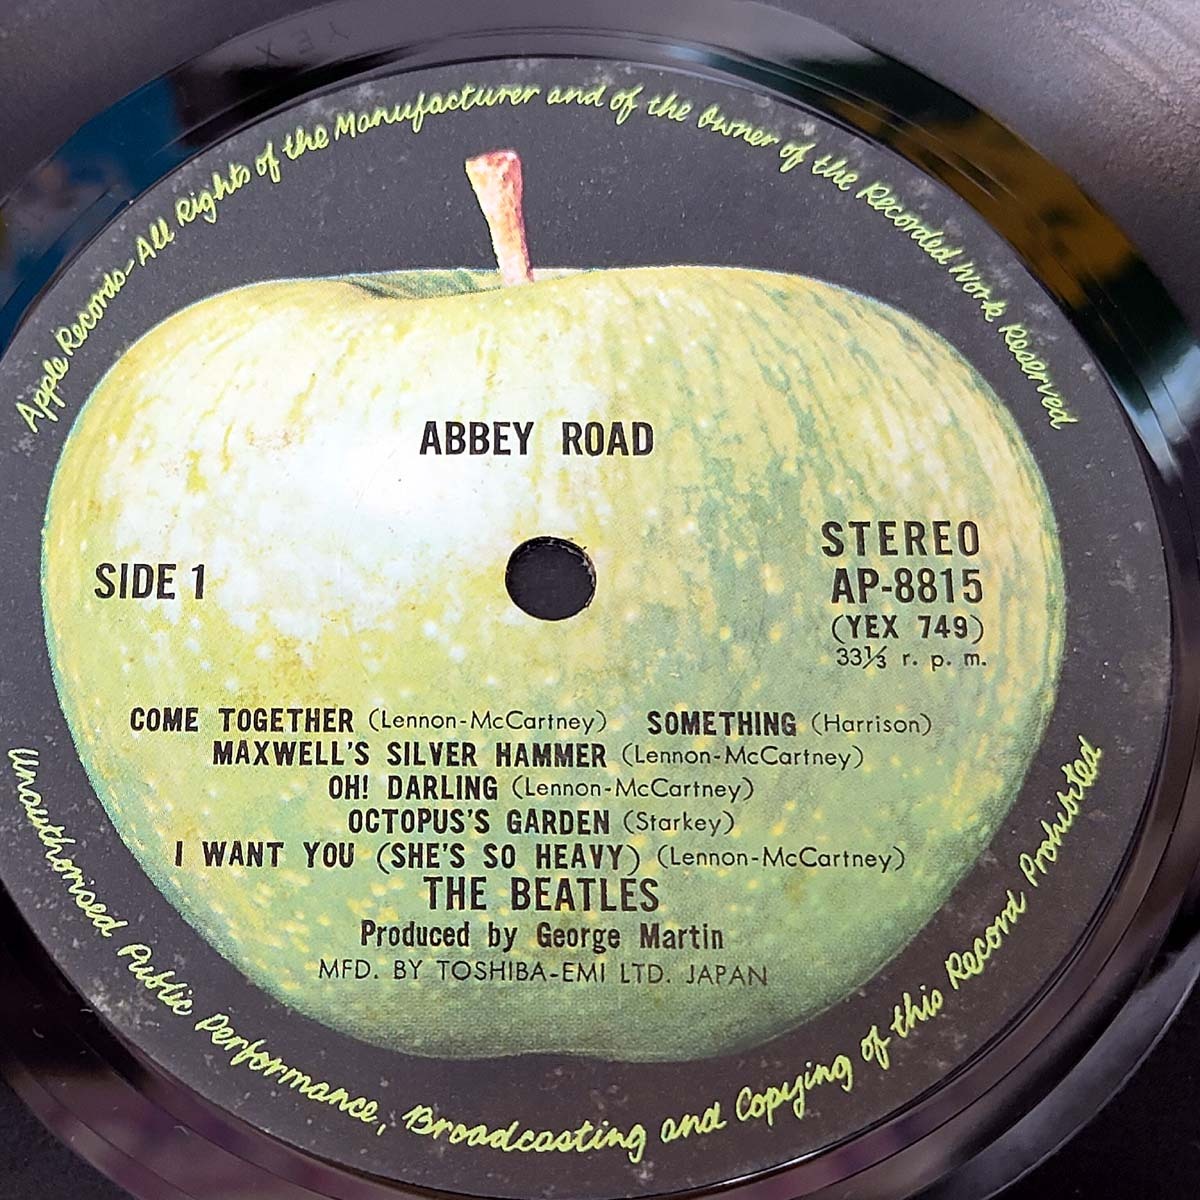 Apple Records-All Rights of the Manufacturer and of the Owner of the Recorded Work Reserved
ABBEY ROAD
SIDE 1
STEREO
AP-8815
(YEX 749)
33⅓ r. p. m.
COME TOGETHER (Lennon-McCartney) SOMETHING (Harrison)
MAXWELL'S SILVER HAMMER (Lennon-McCartney)
OH! DARLING (Lennon-McCartney)
OCTOPUS'S GARDEN (Starkey)
I WANT YOU (SHE'S SO HEAVY) (Lennon-McCartney)
THE BEATLES
Produced by George Martin
MFD. BY TOSHIBA-EMI LTD. JAPAN
Unauthorised Public Performance, Broadcasting and Copying of this Record Prohibited